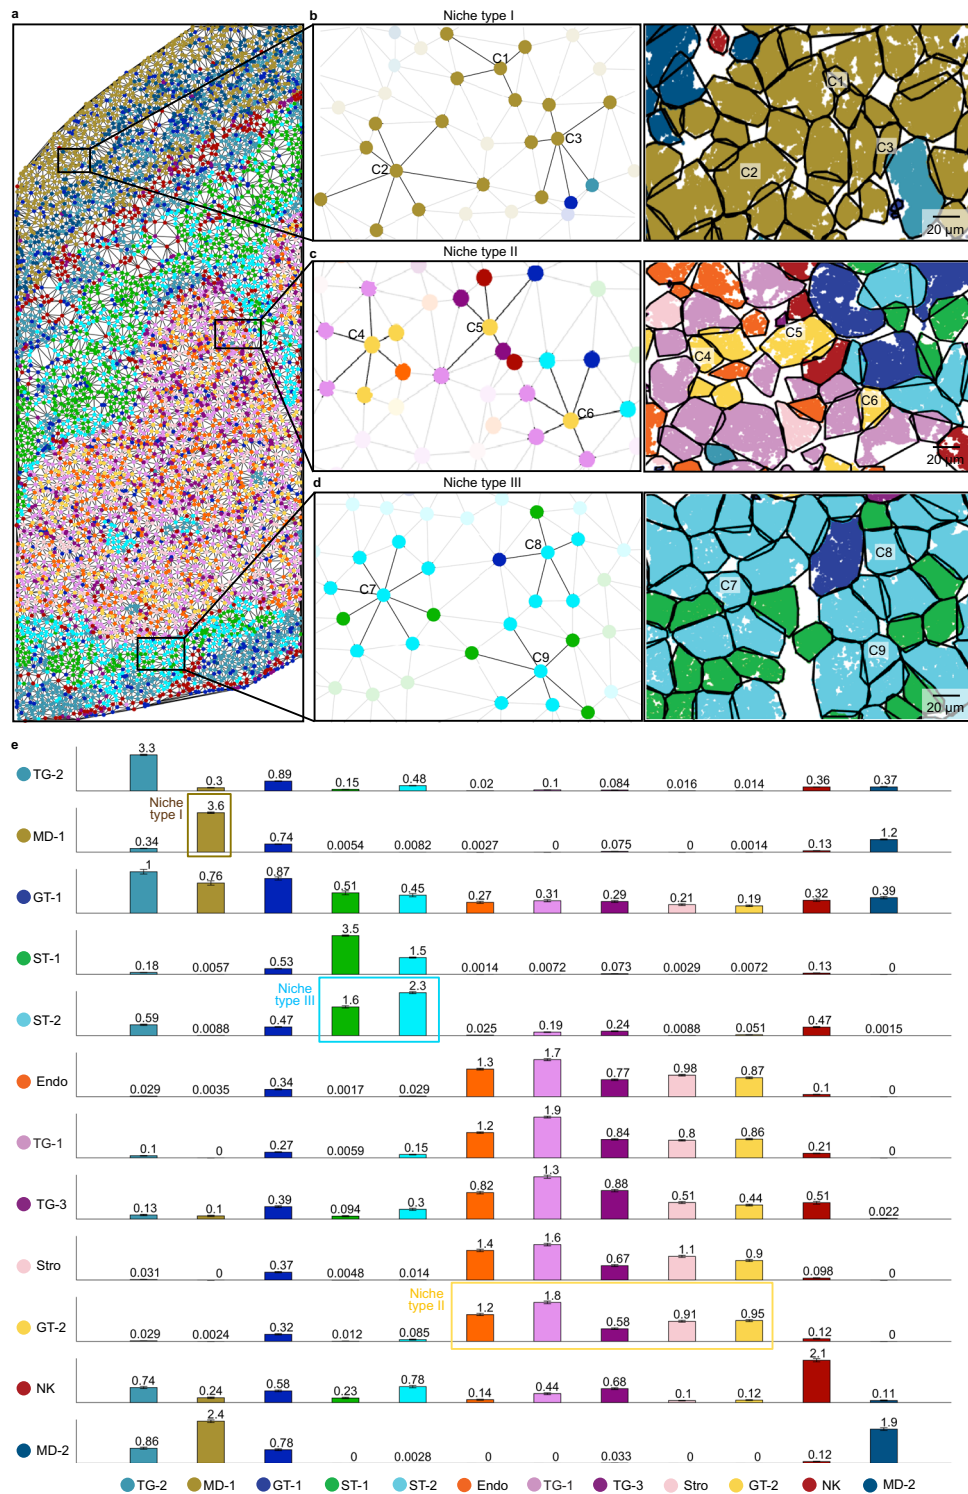 a
b
Niche type I
C1
C2
C3
C1
C3
C2
20 µm
c
Niche type II
C4
C5
C6
C5
C4
C6
20 µm
d
Niche type III
C7
C8
C9
C7
C8
C9
20 µm
e
TG-2 3.3 0.3 0.89 0.15 0.48 0.02 0.1 0.084 0.016 0.014 0.36 0.37
Niche
type I
MD-1 0.34 3.6 0.74 0.0054 0.0082 0.0027 0 0.075 0 0.0014 0.13 1.2
GT-1 1 0.76 0.87 0.51 0.45 0.27 0.31 0.29 0.21 0.19 0.32 0.39
ST-1 0.18 0.0057 0.53 3.5 1.5 0.0014 0.0072 0.073 0.0029 0.0072 0.13 0
Niche
type III
ST-2 0.59 0.0088 0.47 1.6 2.3 0.025 0.19 0.24 0.0088 0.051 0.47 0.0015
Endo 0.029 0.0035 0.34 0.0017 0.029 1.3 1.7 0.77 0.98 0.87 0.1 0
TG-1 0.1 0 0.27 0.0059 0.15 1.2 1.9 0.84 0.8 0.86 0.21 0
TG-3 0.13 0.1 0.39 0.094 0.3 0.82 1.3 0.88 0.51 0.44 0.51 0.022
Stro 0.031 0 0.37 0.0048 0.014 1.4 1.6 0.67 1.1 0.9 0.098 0
Niche
type II
GT-2 0.029 0.0024 0.32 0.012 0.085 1.2 1.8 0.58 0.91 0.95 0.12 0
NK 0.74 0.24 0.58 0.23 0.78 0.14 0.44 0.68 0.1 0.12 2.1 0.11
MD-2 0.86 2.4 0.78 0 0.0028 0 0 0.033 0 0 0.12 1.9
TG-2 MD-1 GT-1 ST-1 ST-2 Endo TG-1 TG-3 Stro GT-2 NK MD-2